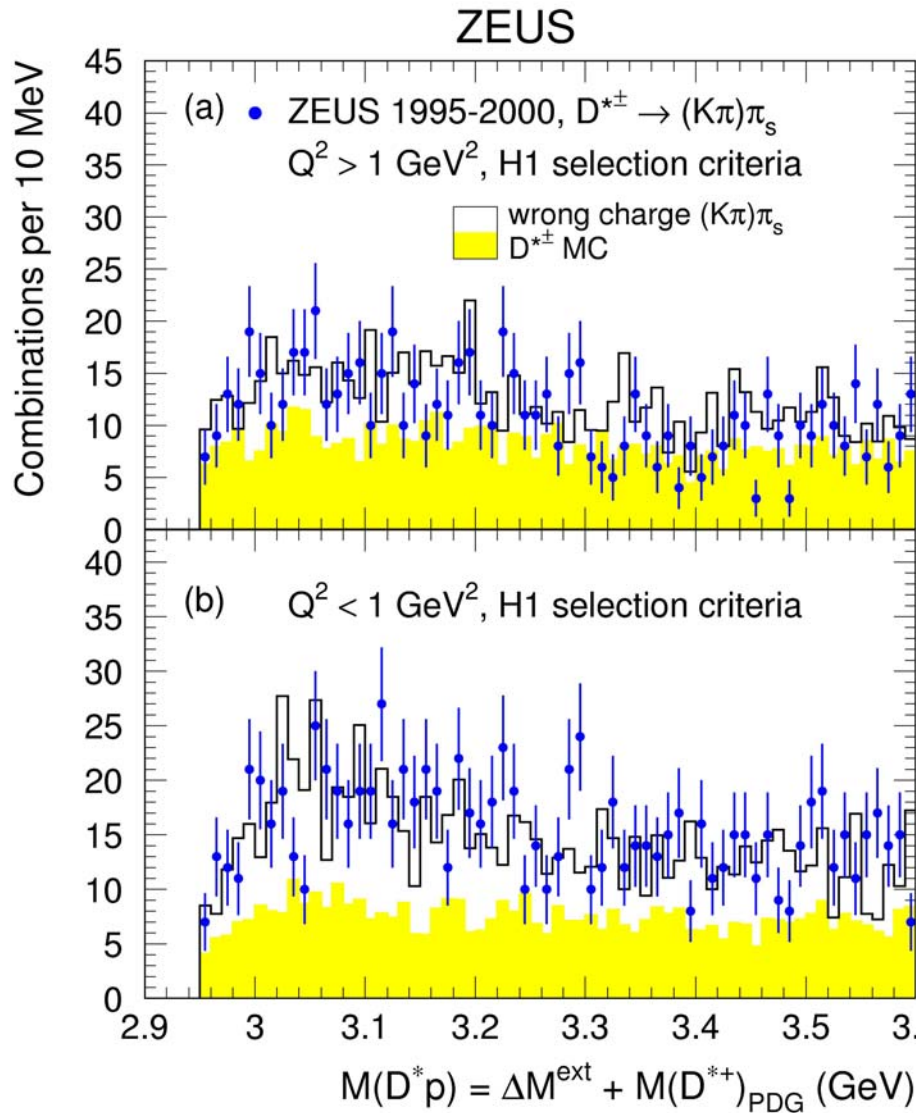 ZEUS
Combinations per 10 MeV
45
40
35
30
25
20
15
10
5
0
(a) ZEUS 1995-2000, D*± → (Kπ)πs
Q² > 1 GeV², H1 selection criteria
wrong charge (Kπ)πs
D*± MC
40
35
30
25
20
15
10
5
0
(b) Q² < 1 GeV², H1 selection criteria
2.9 3 3.1 3.2 3.3 3.4 3.5 3.
M(D*p) = ΔM^ext + M(D*+)PDG (GeV)